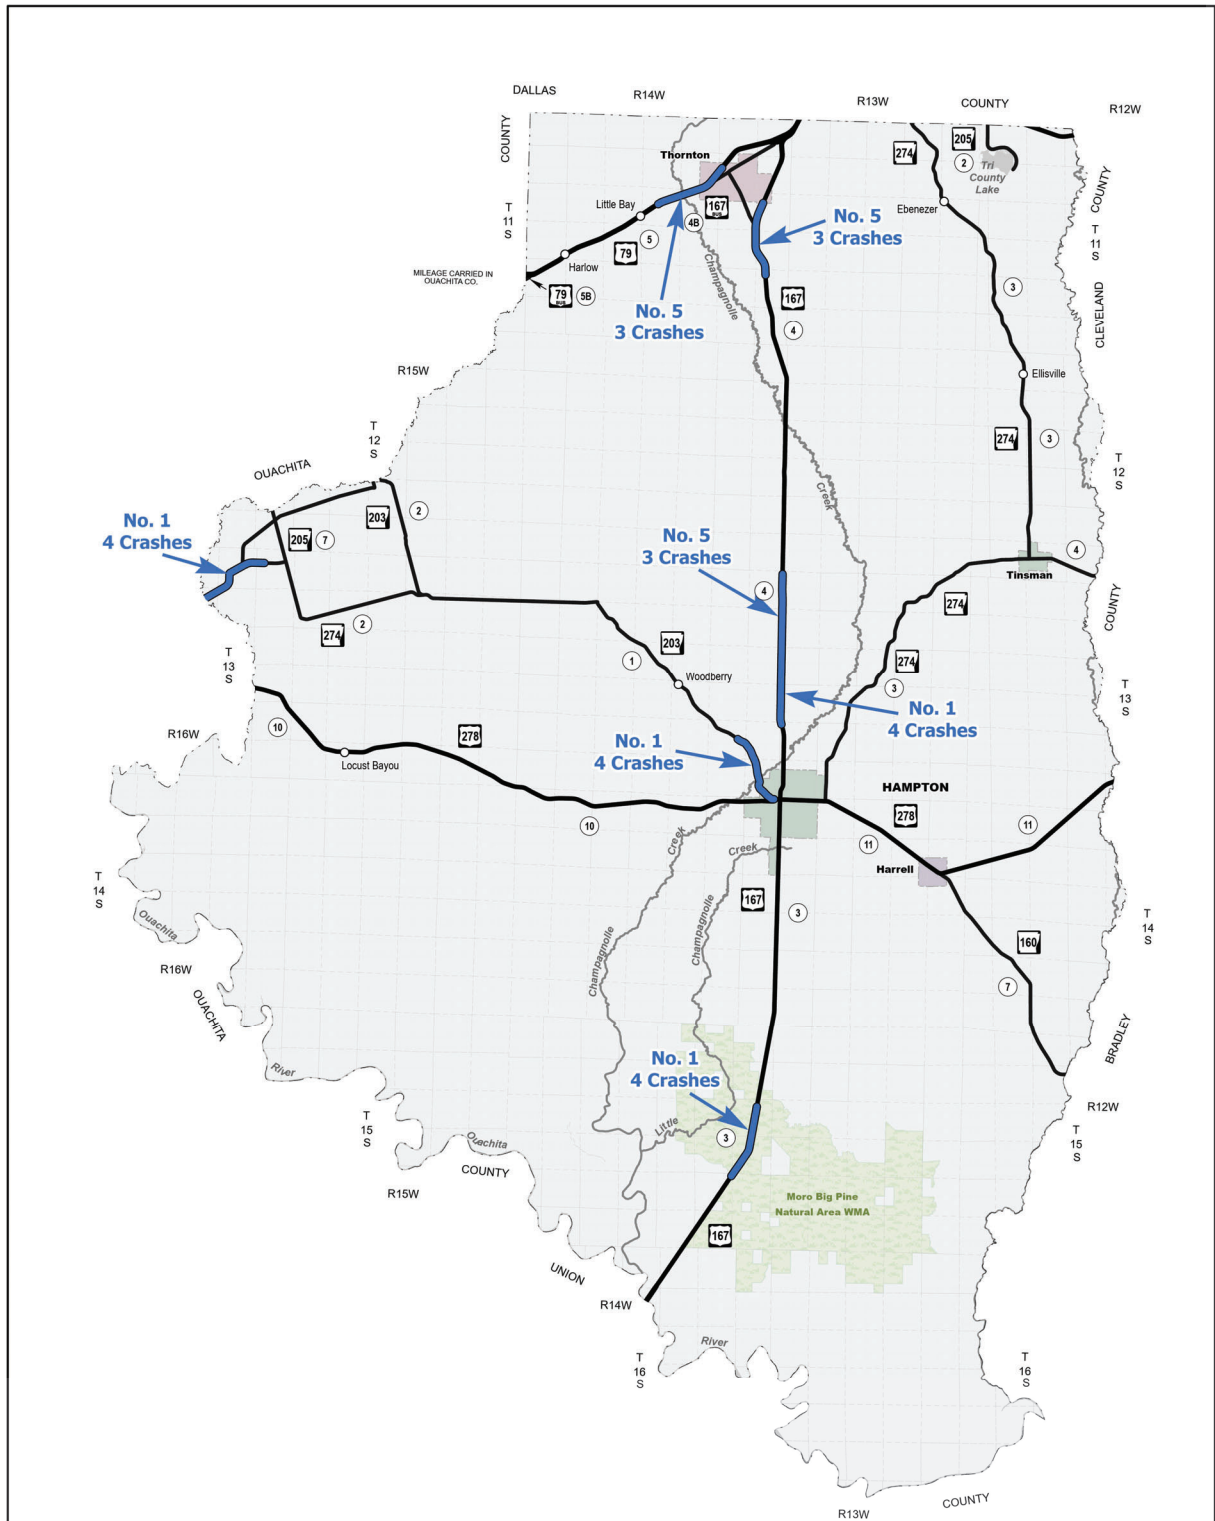 DALLAS
R14W
R13W
COUNTY
R12W
COUNTY
T
11
S
Thornton
274
205
2
Tri
County
Lake
COUNTY
T
11
S
CLEVELAND
Little Bay
167
BUS
4B
5
79
Harlow
Ebenezer
No. 5
3 Crashes
MILEAGE CARRIED IN
OUACHITA CO.
79
BUS
5B
No. 5
3 Crashes
Champagnolle
167
4
3
R15W
Ellisville
T
12
S
274
3
T
12
S
OUACHITA
Creek
203
2
No. 1
4 Crashes
205
7
No. 5
3 Crashes
4
4
Tinsman
COUNTY
274
2
274
T
13
S
203
1
274
3
Woodberry
T
13
S
No. 1
4 Crashes
R16W
10
278
Locust Bayou
No. 1
4 Crashes
HAMPTON
278
10
11
11
Creek
Creek
Harrell
T
14
S
167
3
T
14
S
Ouachita
R16W
OUACHITA
Champagnolle
Champagnolle
160
7
BRADLEY
River
No. 1
4 Crashes
R12W
T
15
S
T
15
S
Little
3
Ouachita
COUNTY
R15W
Moro Big Pine
Natural Area WMA
167
UNION
R14W
River
T
16
S
T
16
S
COUNTY
R13W